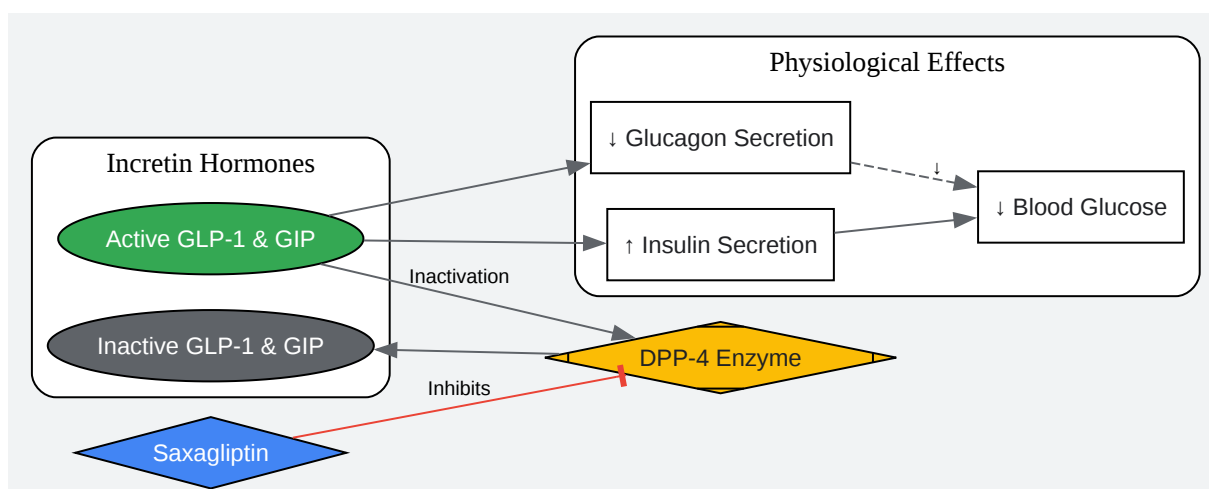 Physiological Effects
↓ Glucagon Secretion
↓
↓ Blood Glucose
↑ Insulin Secretion
Incretin Hormones
Active GLP-1 & GIP
Inactivation
Inactive GLP-1 & GIP
DPP-4 Enzyme
Inhibits
Saxagliptin